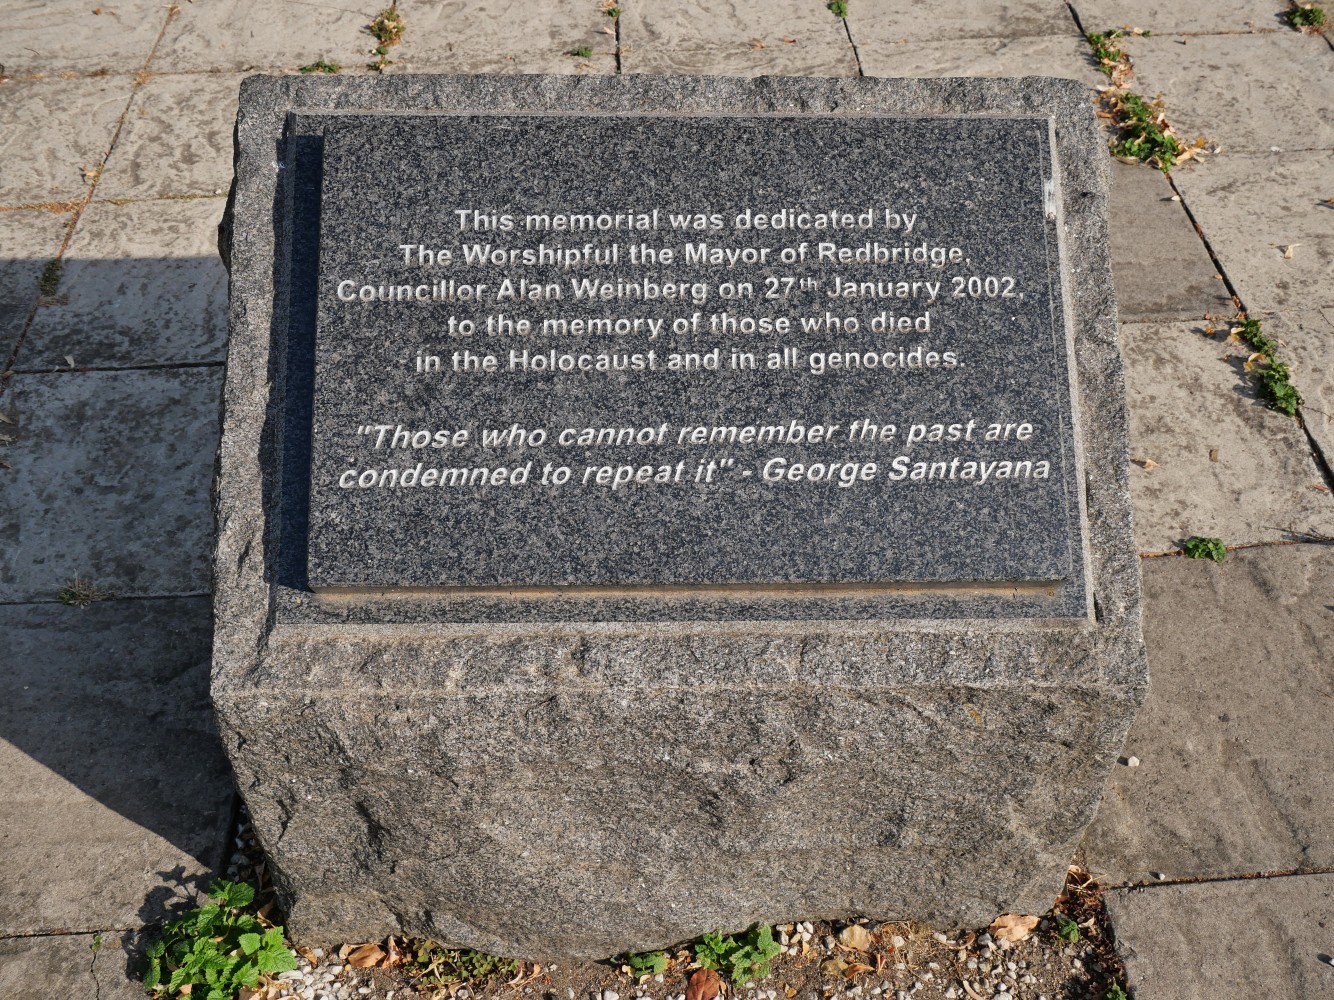 This memorial was dedicated by
The Worshipful the Mayor of Redbridge,
Councillor Alan Weinberg on 27th January 2002,
to the memory of those who died
in the Holocaust and in all genocides.
"Those who cannot remember the past are
condemned to repeat it" - George Santayana